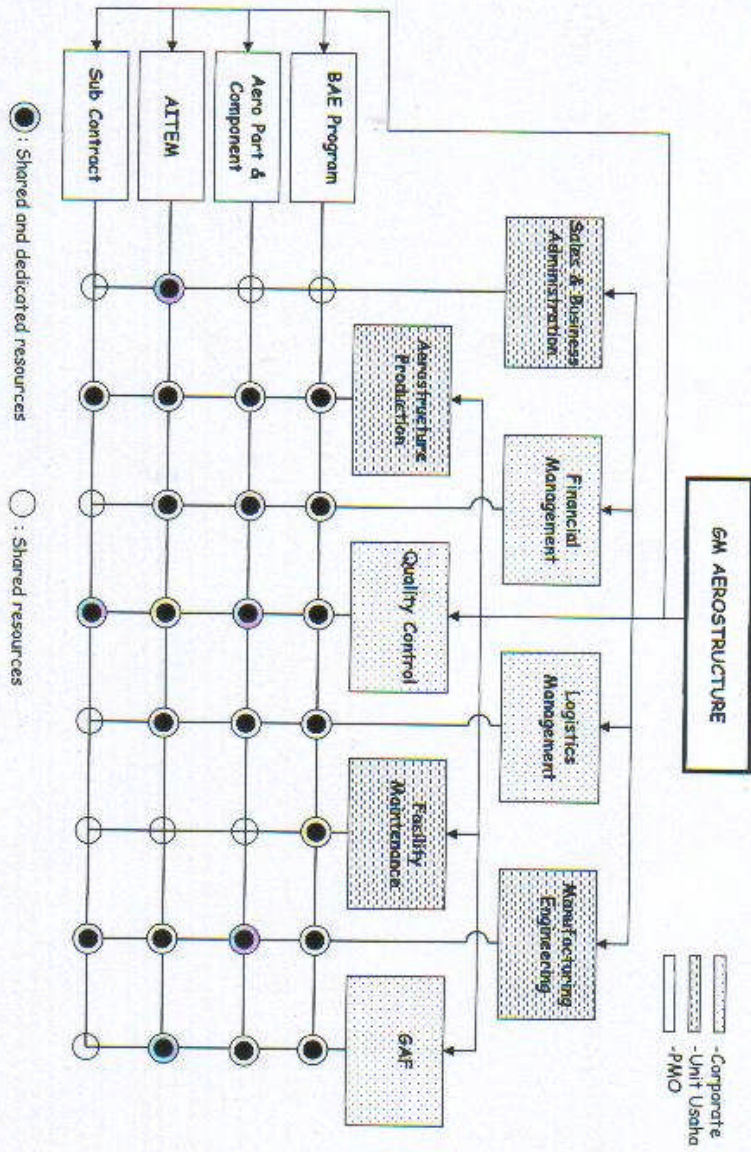 GM AEROSTRUCTURE
-Corporate
-Unit Usaha
-PMO
Sales & Business
Administration
Financial
Management
Logistics
Management
Manufacturing
Engineering
Aerostructure
Production
Quality Control
Facility
Maintenance
GAF
BAE Program
Aero Part &
Component
AITEM
Sub Contract
: Shared and dedicated resources
: Shared resources